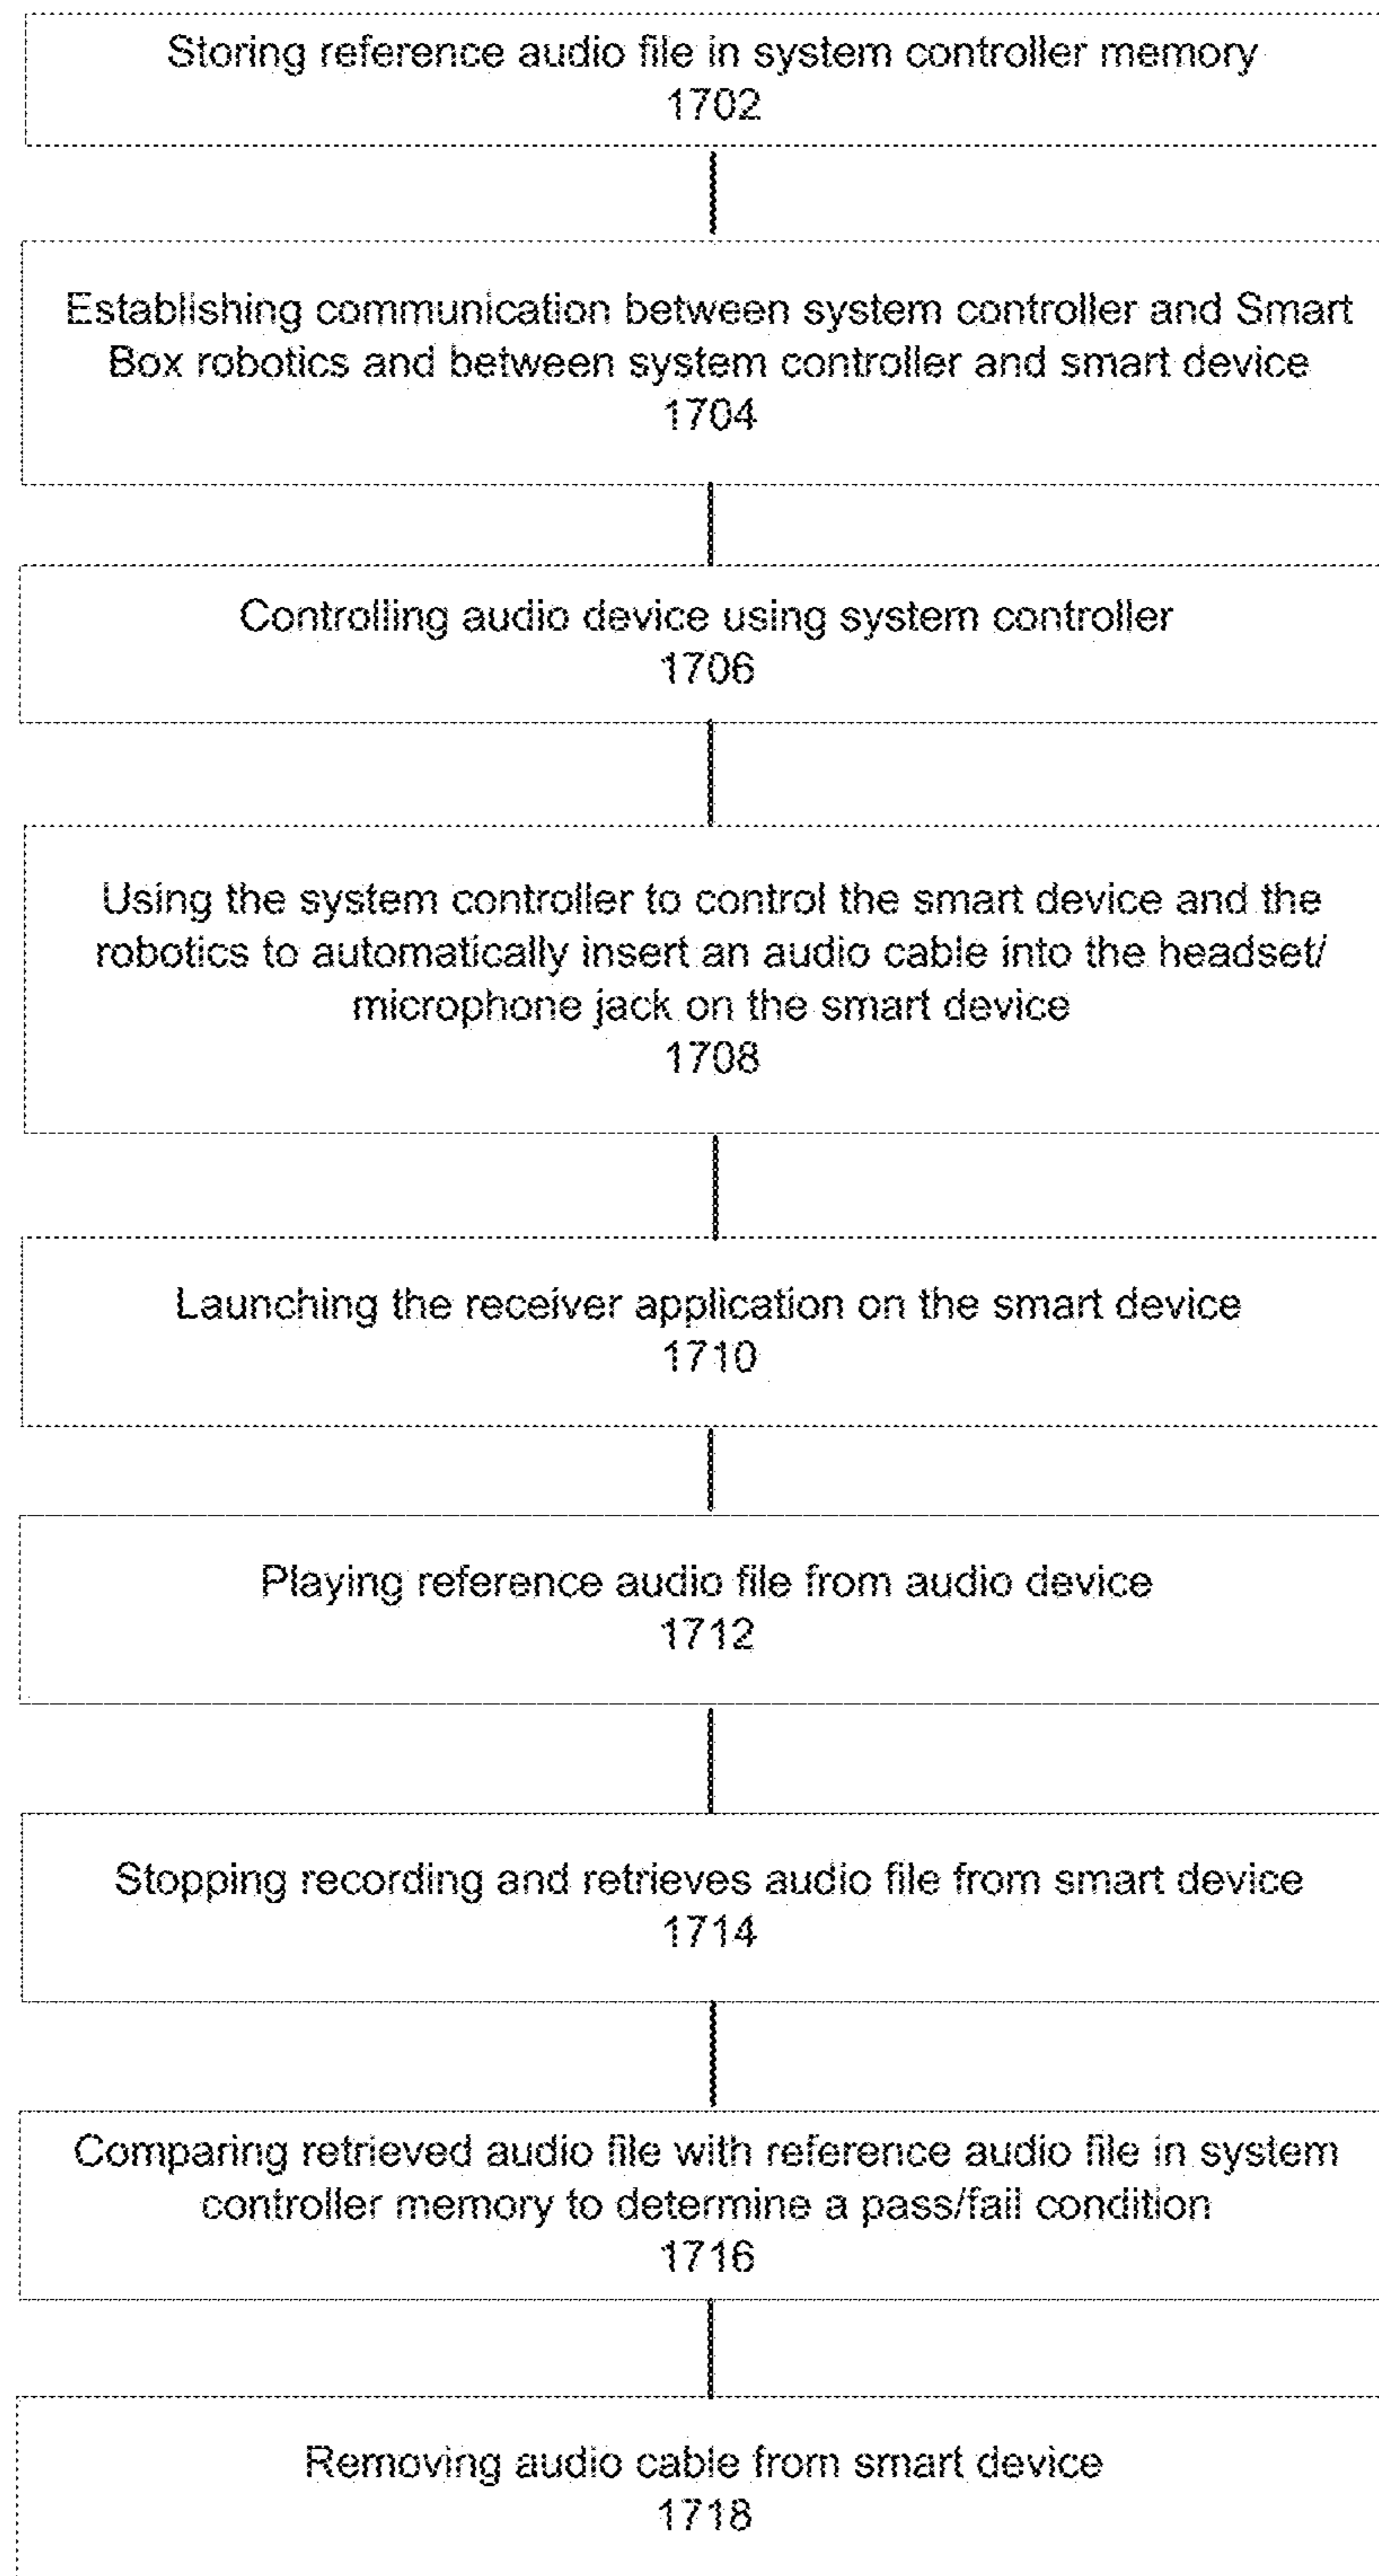 Storing reference audio file in system controller memory
1702
Establishing communication between system controller and Smart
Box robotics and between system controller and smart device
1704
Controlling audio device using system controller
1706
Using the system controller to control the smart device and the
robotics to automatically insert an audio cable into the headset/
microphone jack on the smart device
1708
Launching the receiver application on the smart device
1710
Playing reference audio file from audio device
1712
Stopping recording and retrieves audio file from smart device
1714
Comparing retrieved audio file with reference audio file in system
controller memory to determine a pass/fail condition
1716
Removing audio cable from smart device
1718